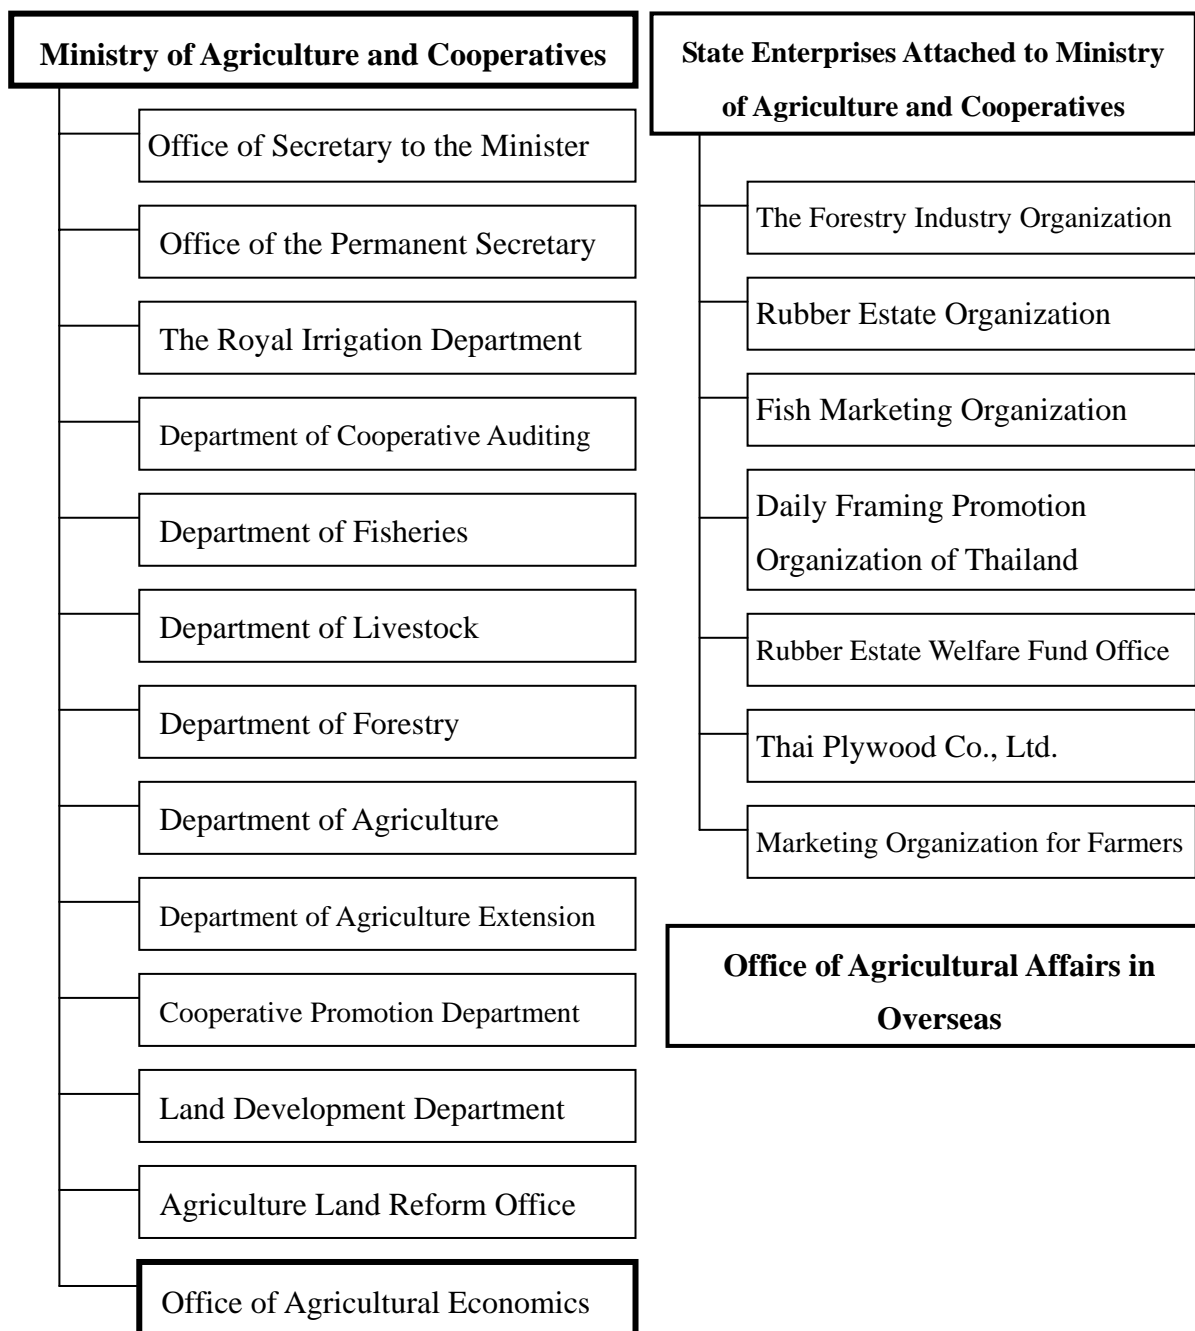 Ministry of Agriculture and Cooperatives
Office of Secretary to the Minister
Office of the Permanent Secretary
The Royal Irrigation Department
Department of Cooperative Auditing
Department of Fisheries
Department of Livestock
Department of Forestry
Department of Agriculture
Department of Agriculture Extension
Cooperative Promotion Department
Land Development Department
Agriculture Land Reform Office
Office of Agricultural Economics
State Enterprises Attached to Ministry
of Agriculture and Cooperatives
The Forestry Industry Organization
Rubber Estate Organization
Fish Marketing Organization
Daily Framing Promotion
Organization of Thailand
Rubber Estate Welfare Fund Office
Thai Plywood Co., Ltd.
Marketing Organization for Farmers
Office of Agricultural Affairs in
Overseas